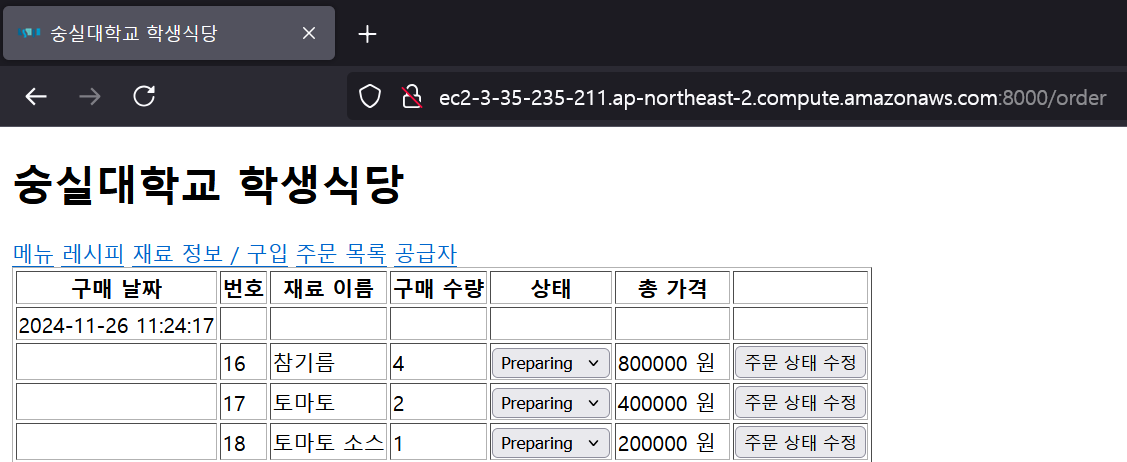 숭실대학교 학생식당
ec2-3-35-235-211.ap-northeast-2.compute.amazonaws.com:8000/order
숭실대학교 학생식당
메뉴 레시피 재료 정보 / 구입 주문 목록 공급자
구매 날짜 번호 재료 이름 구매 수량 상태 총 가격
2024-11-26 11:24:17
16 참기름 4 Preparing 800000 원 주문 상태 수정
17 토마토 2 Preparing 400000 원 주문 상태 수정
18 토마토 소스 1 Preparing 200000 원 주문 상태 수정